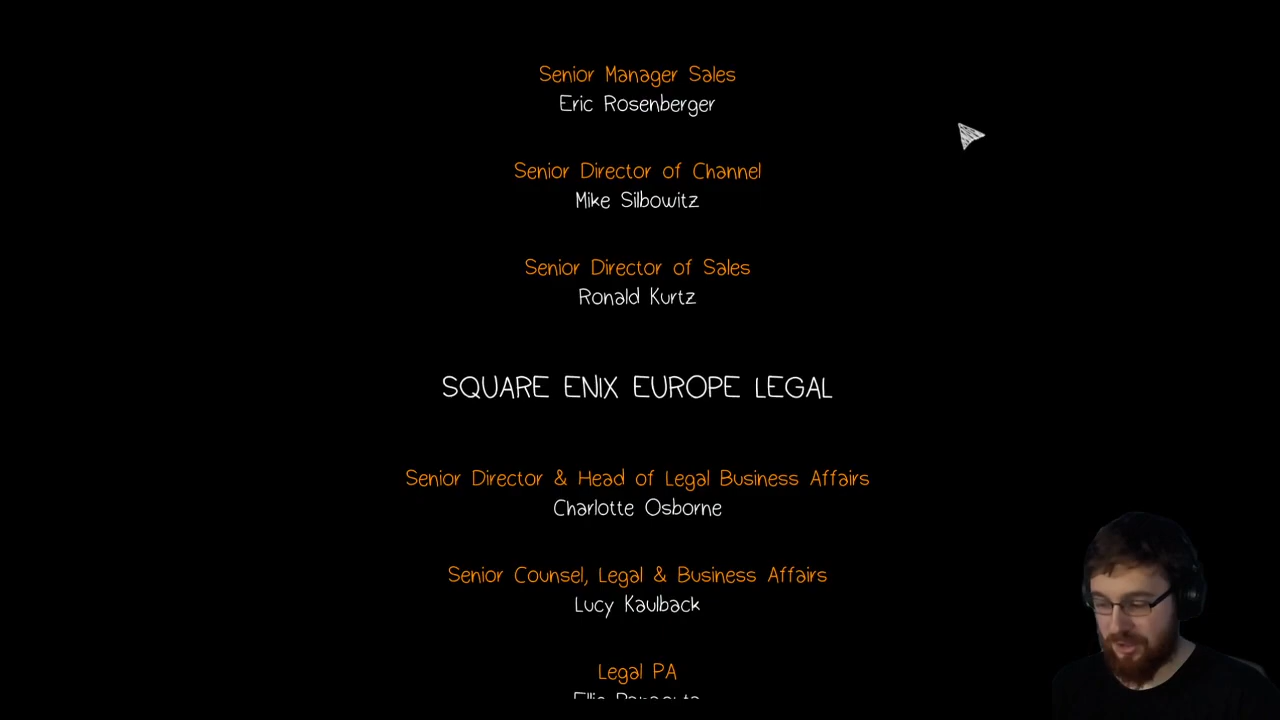 Senior Manager Sales
Eric Rosenberger
Senior Director of Channel
Mike Silbowitz
Senior Director of Sales
Ronald Kurtz
SQUARE ENIX EUROPE LEGAL
Senior Director & Head of Legal Business Affairs
Charlotte Osborne
Senior Counsel, Legal & Business Affairs
Lucy Kaulback
Legal PA